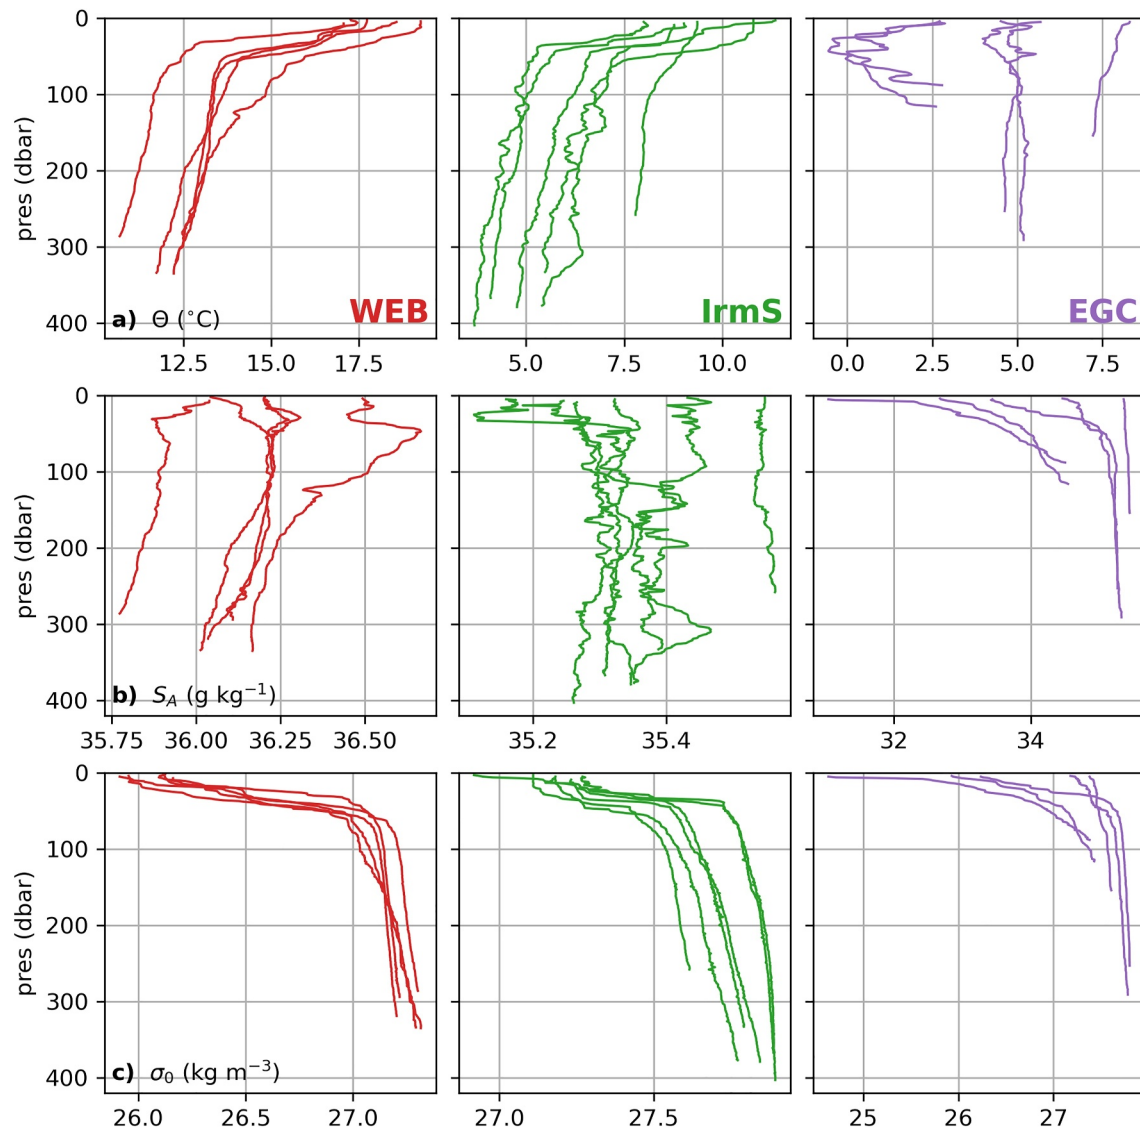 0
100
200
300
400
pres (dbar)
a) Θ (°C)
WEB
IrmS
EGC
12.5 15.0 17.5
5.0 7.5 10.0
0.0 2.5 5.0 7.5
0
100
200
300
400
pres (dbar)
b) S_A (g kg⁻¹)
35.75 36.00 36.25 36.50
35.2 35.4
32 34
0
100
200
300
400
pres (dbar)
c) σ₀ (kg m⁻³)
26.0 26.5 27.0
27.0 27.5
25 26 27